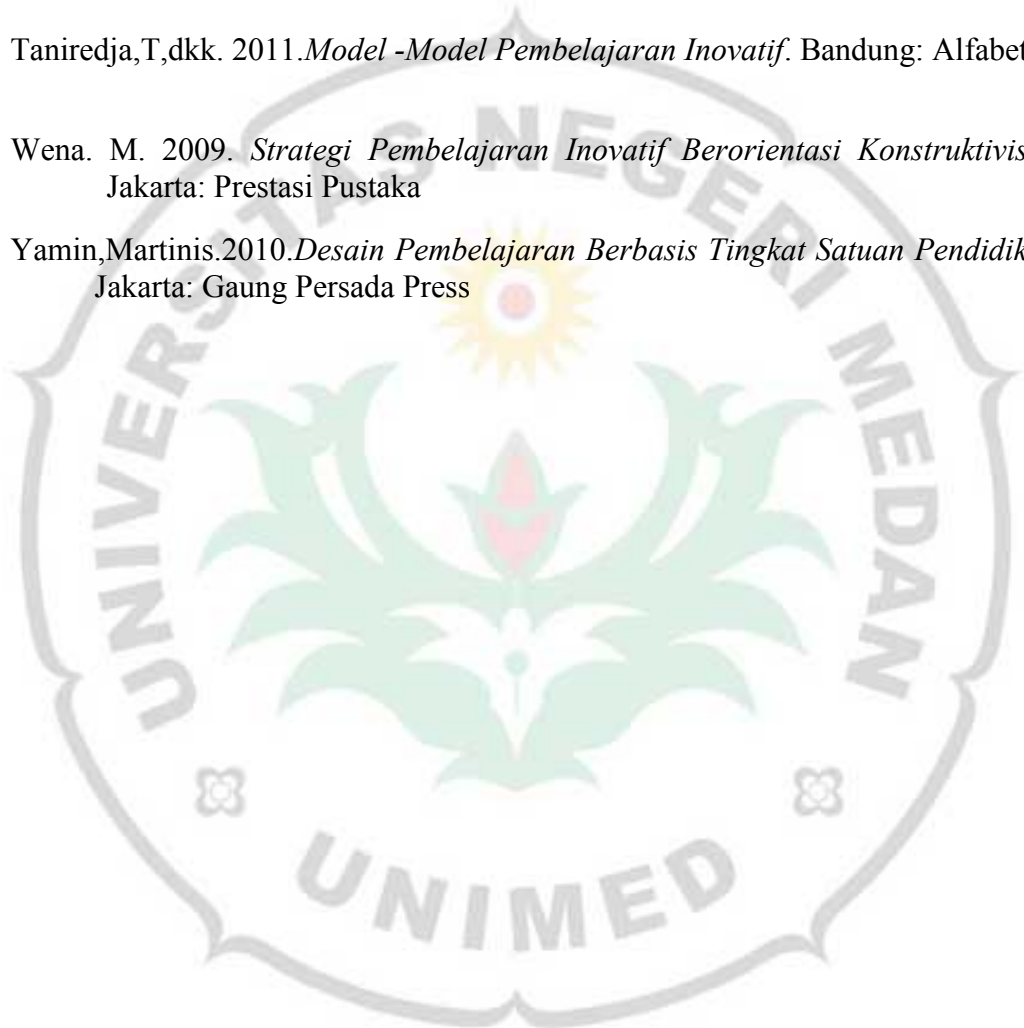 Taniredja,T,dkk. 2011.Model -Model Pembelajaran Inovatif. Bandung: Alfabet
Wena. M. 2009. Strategi Pembelajaran Inovatif Berorientasi Konstruktivis
Jakarta: Prestasi Pustaka
Yamin,Martinis.2010.Desain Pembelajaran Berbasis Tingkat Satuan Pendidik
Jakarta: Gaung Persada Press
UNIVERSITAS NEGERI MEDAN
UNIMED